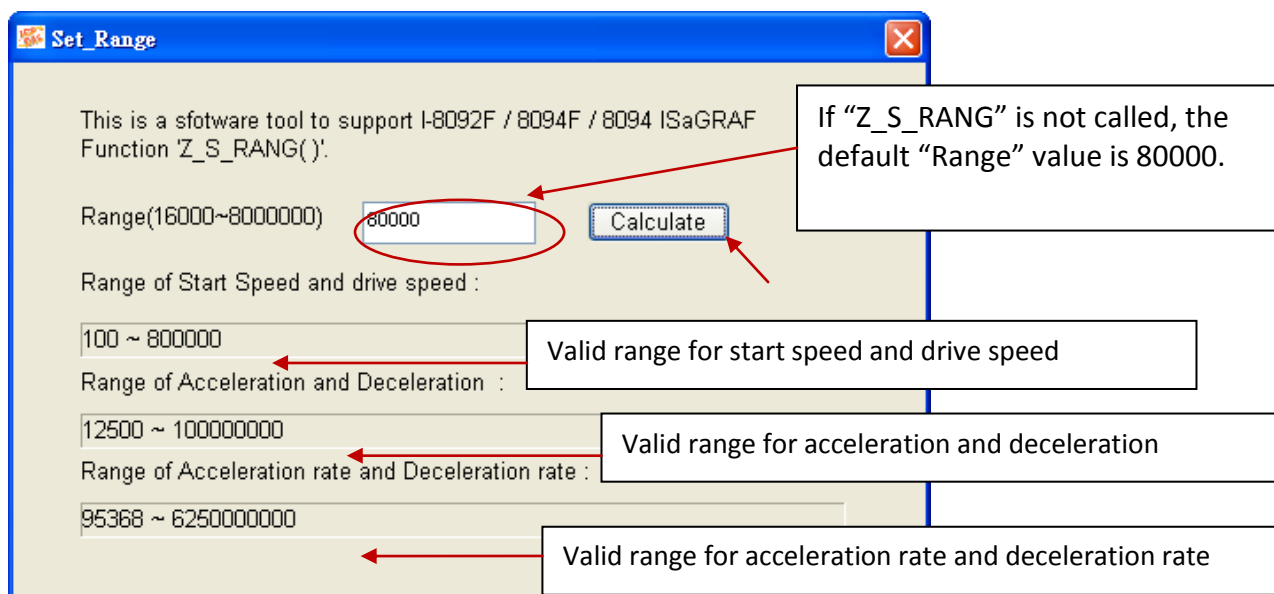 Set_Range
This is a sfotware tool to support I-8092F / 8094F / 8094 ISaGRAF
Function 'Z_S_RANG( )'.
If “Z_S_RANG” is not called, the
default “Range” value is 80000.
Range(16000~8000000)
80000
Calculate
Range of Start Speed and drive speed :
100 ~ 800000
Valid range for start speed and drive speed
Range of Acceleration and Deceleration :
12500 ~ 100000000
Valid range for acceleration and deceleration
Range of Acceleration rate and Deceleration rate :
95368 ~ 6250000000
Valid range for acceleration rate and deceleration rate